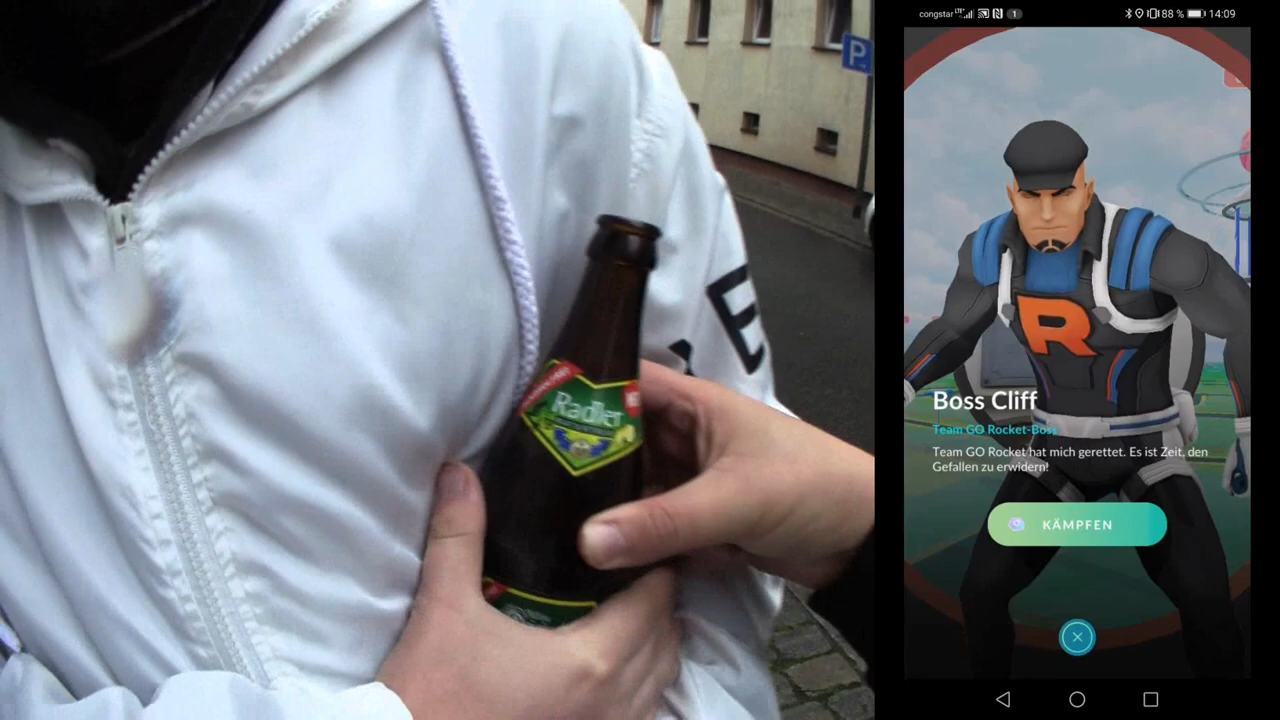 P
E
Radler
congstar
1
88 %
14:09
R
Boss Cliff
Team GO Rocket-Boss
Team GO Rocket hat mich gerettet. Es ist Zeit, den
Gefallen zu erwidern!
KÄMPFEN